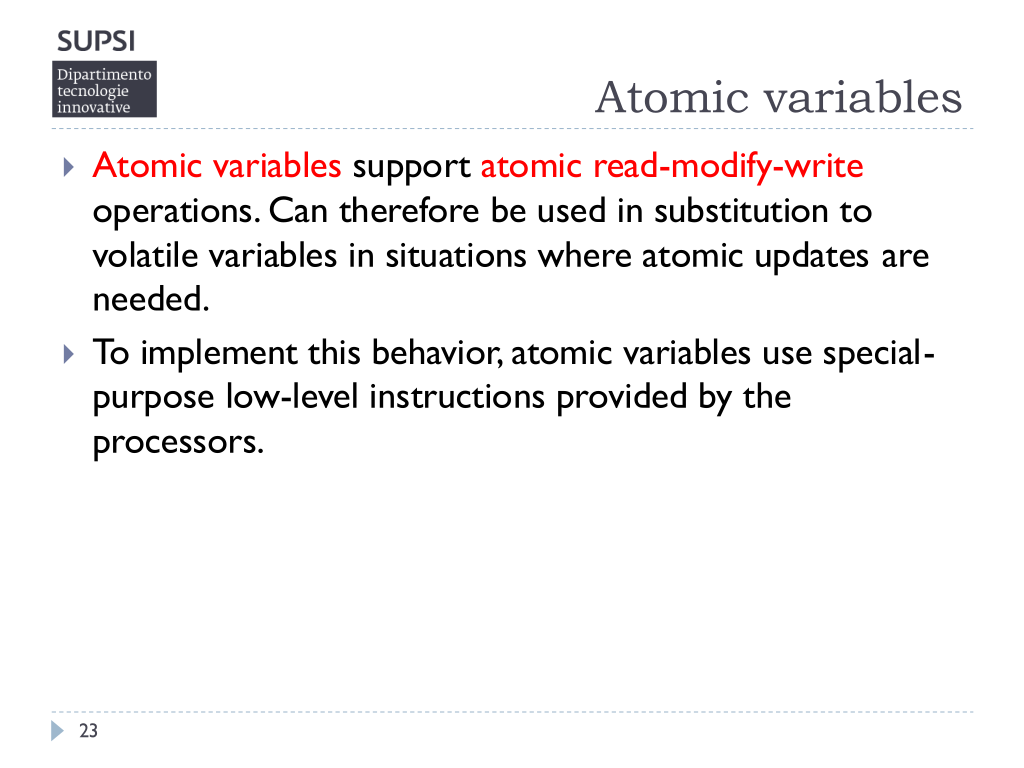 SUPSI
Dipartimento
tecnologie
innovative
Atomic variables
Atomic variables support atomic read-modify-write
operations. Can therefore be used in substitution to
volatile variables in situations where atomic updates are
needed.
To implement this behavior, atomic variables use special-
purpose low-level instructions provided by the
processors.
23